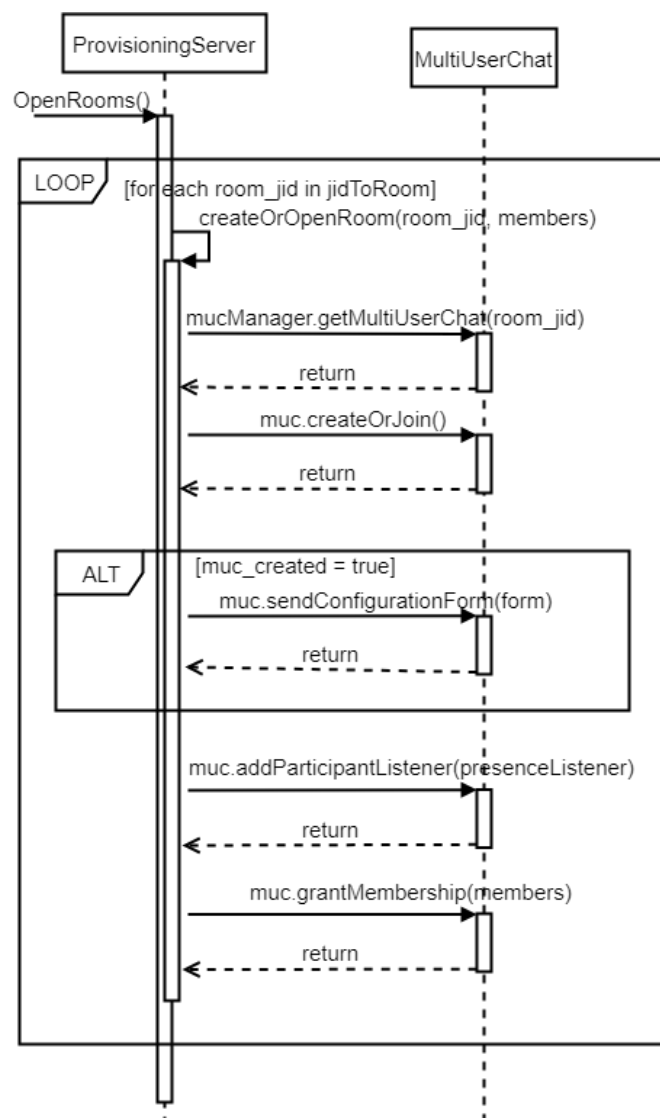 ProvisioningServer
MultiUserChat
OpenRooms()
LOOP
[for each room_jid in jidToRoom]
createOrOpenRoom(room_jid, members)
mucManager.getMultiUserChat(room_jid)
return
muc.createOrJoin()
return
ALT
[muc_created = true]
muc.sendConfigurationForm(form)
return
muc.addParticipantListener(presenceListener)
return
muc.grantMembership(members)
return